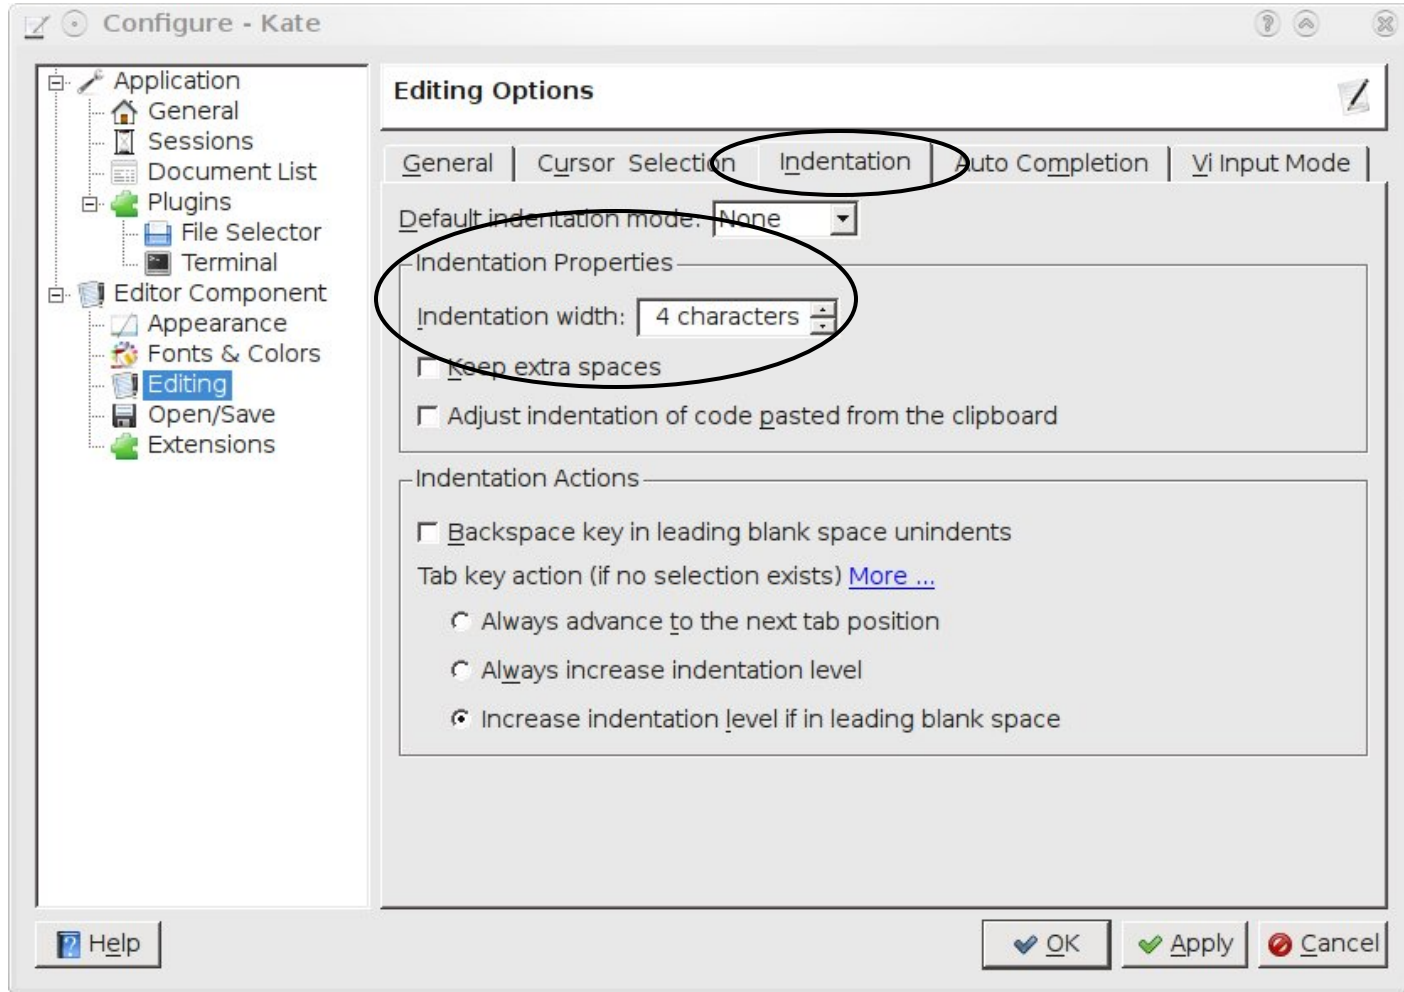 Configure - Kate
Application
General
Sessions
Document List
Plugins
File Selector
Terminal
Editor Component
Appearance
Fonts & Colors
Editing
Open/Save
Extensions
Editing Options
General Cursor Selection Indentation Auto Completion Vi Input Mode
Default indentation mode: None
Indentation Properties
Indentation width: 4 characters
Keep extra spaces
Adjust indentation of code pasted from the clipboard
Indentation Actions
Backspace key in leading blank space unindents
Tab key action (if no selection exists) More ...
Always advance to the next tab position
Always increase indentation level
Increase indentation level if in leading blank space
Help OK Apply Cancel